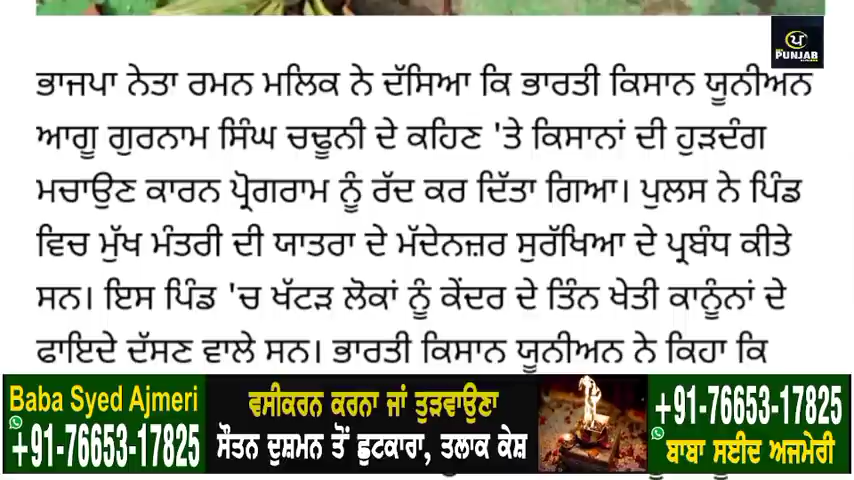 ਪ
PUNJAB
ਭਾਜਪਾ ਨੇਤਾ ਰਮਨ ਮਲਿਕ ਨੇ ਦੱਸਿਆ ਕਿ ਭਾਰਤੀ ਕਿਸਾਨ ਯੂਨੀਅਨ
ਆਗੂ ਗੁਰਨਾਮ ਸਿੰਘ ਚਢੂਨੀ ਦੇ ਕਹਿਣ 'ਤੇ ਕਿਸਾਨਾਂ ਦੀ ਹੁੜਦੰਗ
ਮਚਾਉਣ ਕਾਰਨ ਪ੍ਰੋਗਰਾਮ ਨੂੰ ਰੱਦ ਕਰ ਦਿੱਤਾ ਗਿਆ। ਪੁਲਸ ਨੇ ਪਿੰਡ
ਵਿਚ ਮੁੱਖ ਮੰਤਰੀ ਦੀ ਯਾਤਰਾ ਦੇ ਮੱਦੇਨਜ਼ਰ ਸੁਰੱਖਿਆ ਦੇ ਪ੍ਰਬੰਧ ਕੀਤੇ
ਸਨ। ਇਸ ਪਿੰਡ 'ਚ ਖੱਟੜ ਲੋਕਾਂ ਨੂੰ ਕੇਂਦਰ ਦੇ ਤਿੰਨ ਖੇਤੀ ਕਾਨੂੰਨਾਂ ਦੇ
ਫਾਇਦੇ ਦੱਸਣ ਵਾਲੇ ਸਨ। ਭਾਰਤੀ ਕਿਸਾਨ ਯੂਨੀਅਨ ਨੇ ਕਿਹਾ ਕਿ
Baba Syed Ajmeri
+91-76653-17825
ਵਸੀਕਰਨ ਕਰਨਾ ਜਾਂ ਤੁੜਵਾਉਣਾ
ਸੌਤਨ ਦੁਸ਼ਮਨ ਤੋਂ ਛੁਟਕਾਰਾ, ਤਲਾਕ ਕੇਸ਼
+91-76653-17825
ਬਾਬਾ ਸਈਦ ਅਜਮੇਰੀ